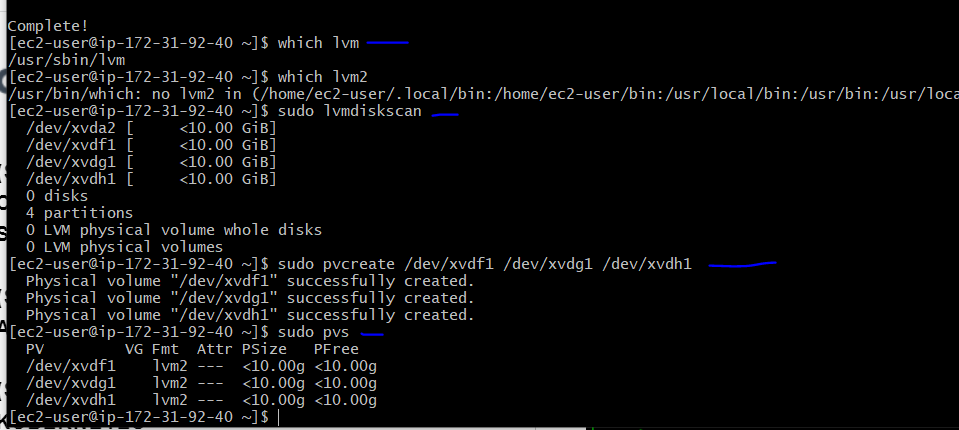 Complete!
[ec2-user@ip-172-31-92-40 ~]$ which lvm
/usr/sbin/lvm
[ec2-user@ip-172-31-92-40 ~]$ which lvm2
/usr/bin/which: no lvm2 in (/home/ec2-user/.local/bin:/home/ec2-user/bin:/usr/local/bin:/usr/bin:/usr/loca
[ec2-user@ip-172-31-92-40 ~]$ sudo lvmdiskscan
  /dev/xvda2 [     <10.00 GiB]
  /dev/xvdf1 [     <10.00 GiB]
  /dev/xvdg1 [     <10.00 GiB]
  /dev/xvdh1 [     <10.00 GiB]
  0 disks
  4 partitions
  0 LVM physical volume whole disks
  0 LVM physical volumes
[ec2-user@ip-172-31-92-40 ~]$ sudo pvcreate /dev/xvdf1 /dev/xvdg1 /dev/xvdh1
  Physical volume "/dev/xvdf1" successfully created.
  Physical volume "/dev/xvdg1" successfully created.
  Physical volume "/dev/xvdh1" successfully created.
[ec2-user@ip-172-31-92-40 ~]$ sudo pvs
  PV         VG Fmt  Attr PSize   PFree
  /dev/xvdf1    lvm2 ---  <10.00g <10.00g
  /dev/xvdg1    lvm2 ---  <10.00g <10.00g
  /dev/xvdh1    lvm2 ---  <10.00g <10.00g
[ec2-user@ip-172-31-92-40 ~]$